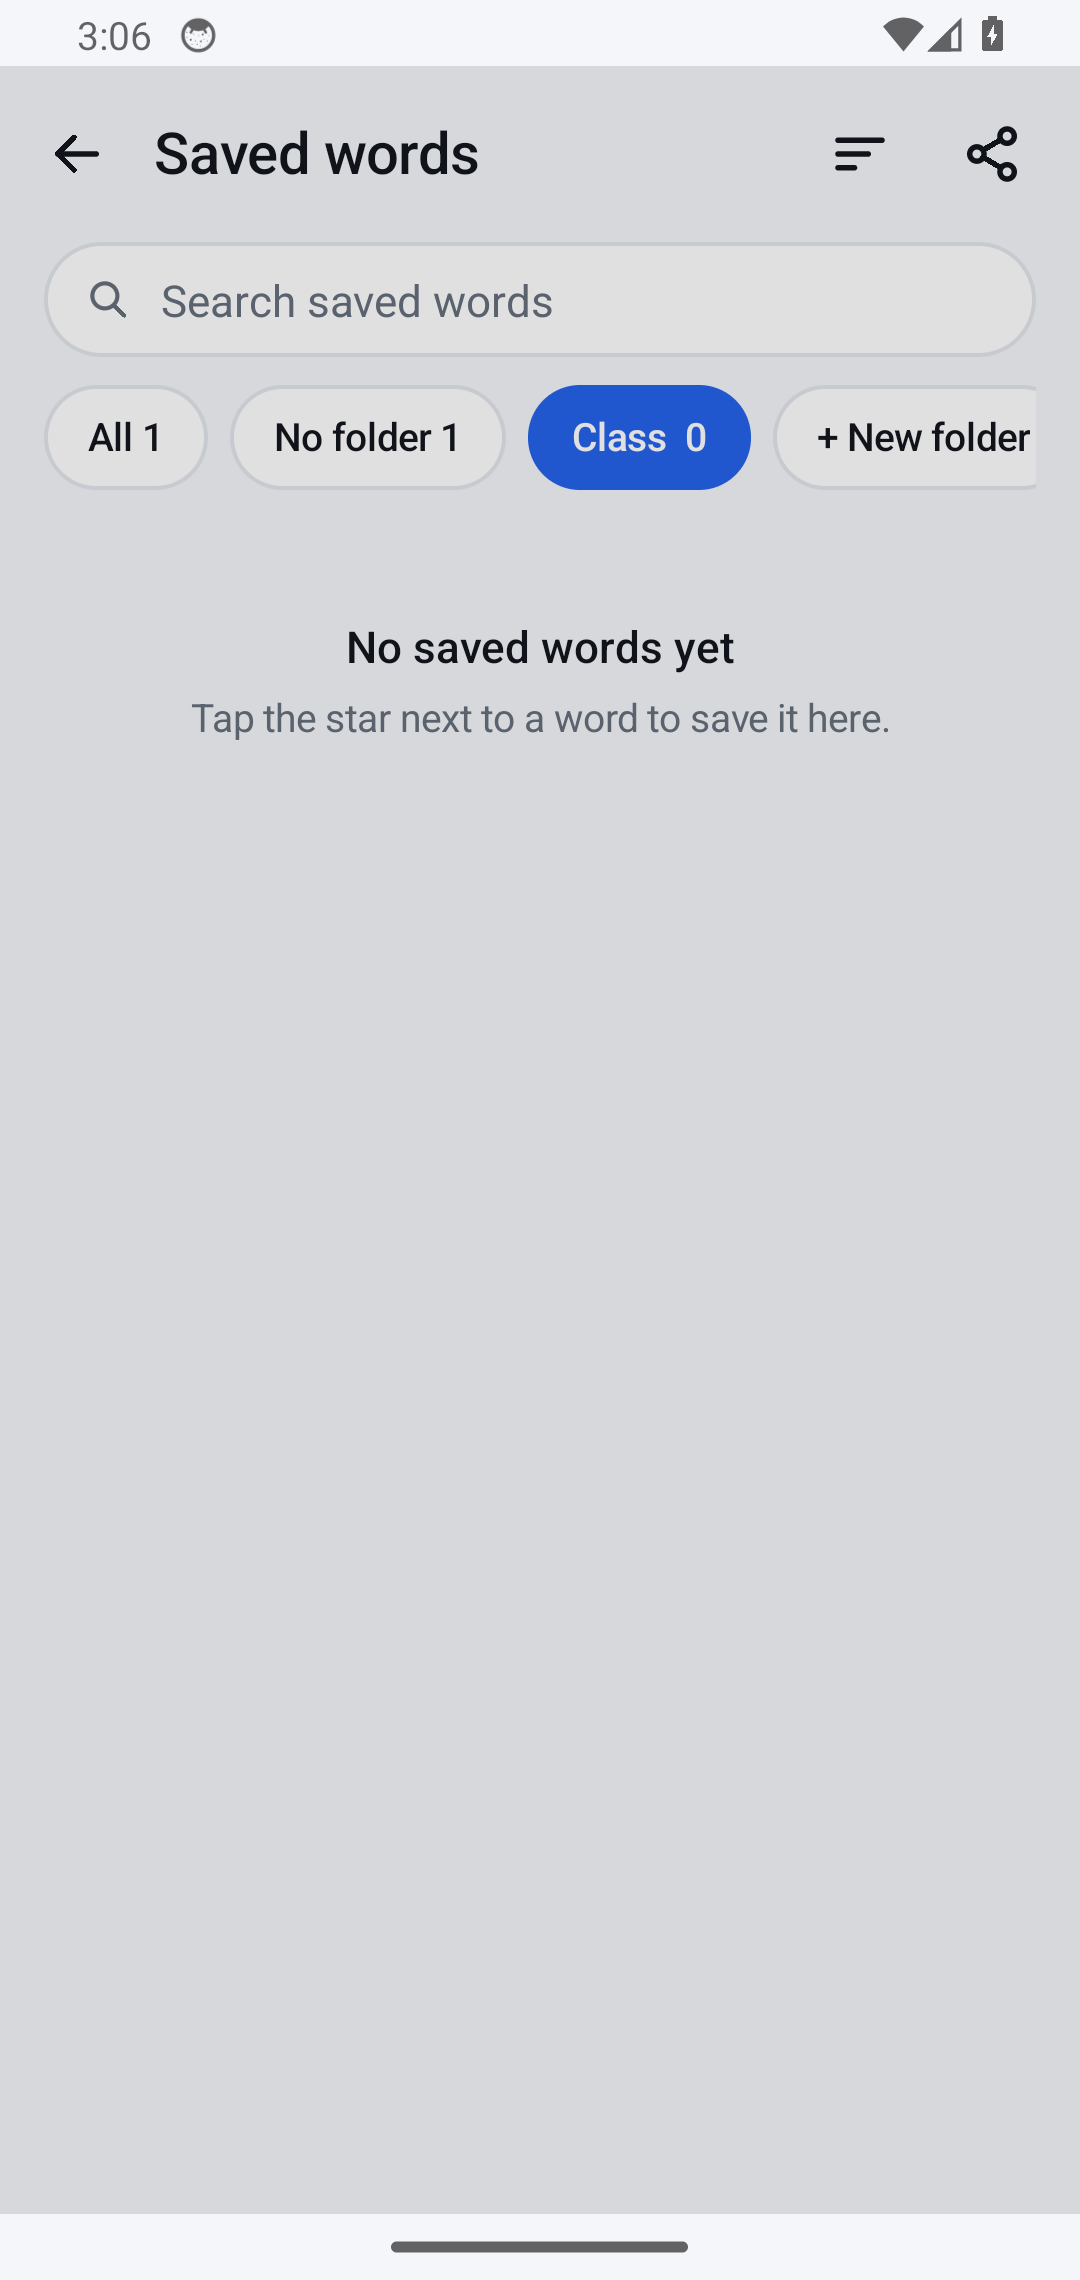 3:06
Saved words
Search saved words
All 1
No folder 1
Class 0
+ New folder
No saved words yet
Tap the star next to a word to save it here.